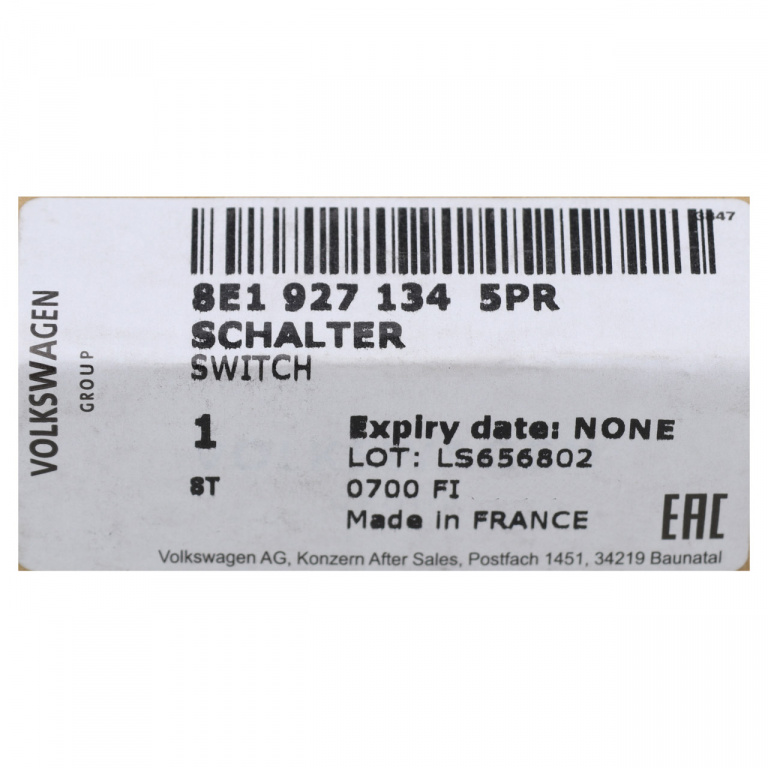 3847
8E1 927 134 5PR
SCHALTER
SWITCH
VOLKSWAGEN
GROUP
1
Expiry date: NONE
LOT: LS656802
8T
0700 FI
Made in FRANCE
EAC
Volkswagen AG, Konzern After Sales, Postfach 1451, 34219 Baunatal